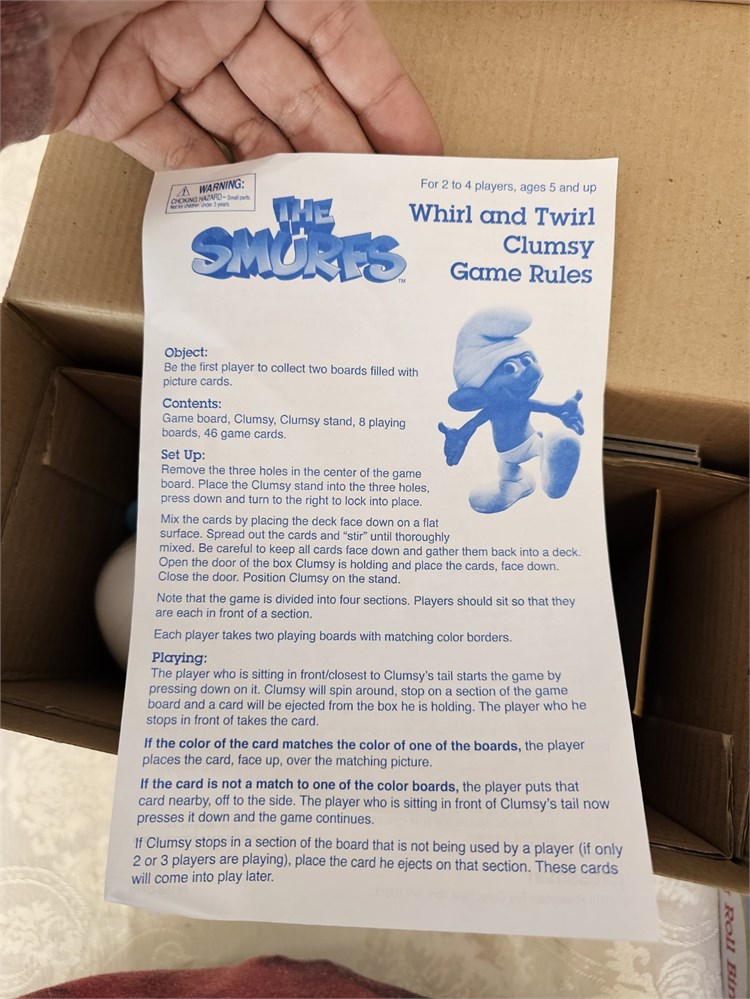 WARNING:
CHOKING HAZARD - Small parts.
Not for children under 3 years.
THE
SMURFS™
For 2 to 4 players, ages 5 and up
Whirl and Twirl
Clumsy
Game Rules
Object:
Be the first player to collect two boards filled with
picture cards.
Contents:
Game board, Clumsy, Clumsy stand, 8 playing
boards, 46 game cards.
Set Up:
Remove the three holes in the center of the game
board. Place the Clumsy stand into the three holes,
press down and turn to the right to lock into place.
Mix the cards by placing the deck face down on a flat
surface. Spread out the cards and “stir” until thoroughly
mixed. Be careful to keep all cards face down and gather them back into a deck.
Open the door of the box Clumsy is holding and place the cards, face down.
Close the door. Position Clumsy on the stand.
Note that the game is divided into four sections. Players should sit so that they
are each in front of a section.
Each player takes two playing boards with matching color borders.
Playing:
The player who is sitting in front/closest to Clumsy's tail starts the game by
pressing down on it. Clumsy will spin around, stop on a section of the game
board and a card will be ejected from the box he is holding. The player who he
stops in front of takes the card.
If the color of the card matches the color of one of the boards, the player
places the card, face up, over the matching picture.
If the card is not a match to one of the color boards, the player puts that
card nearby, off to the side. The player who is sitting in front of Clumsy's tail now
presses it down and the game continues.
If Clumsy stops in a section of the board that is not being used by a player (if only
2 or 3 players are playing), place the card he ejects on that section. These cards
will come into play later.
Roll